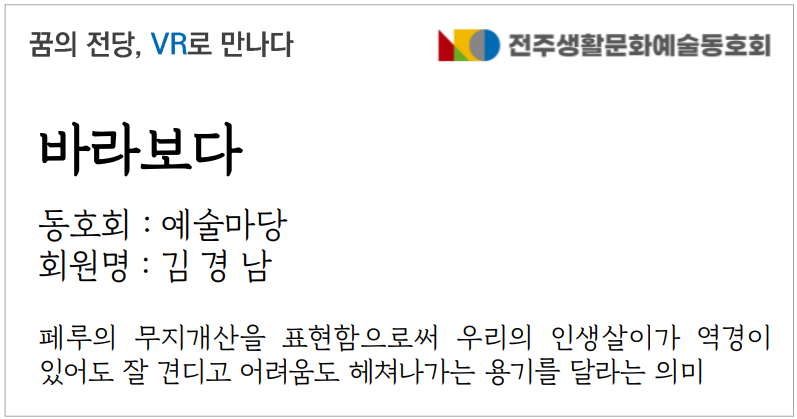 꿈의 전당, VR로 만나다
전주생활문화예술동호회
바라보다
동호회 : 예술마당
회원명 : 김 경 남
페루의 무지개산을 표현함으로써 우리의 인생살이가 역경이
있어도 잘 견디고 어려움도 헤쳐나가는 용기를 달라는 의미